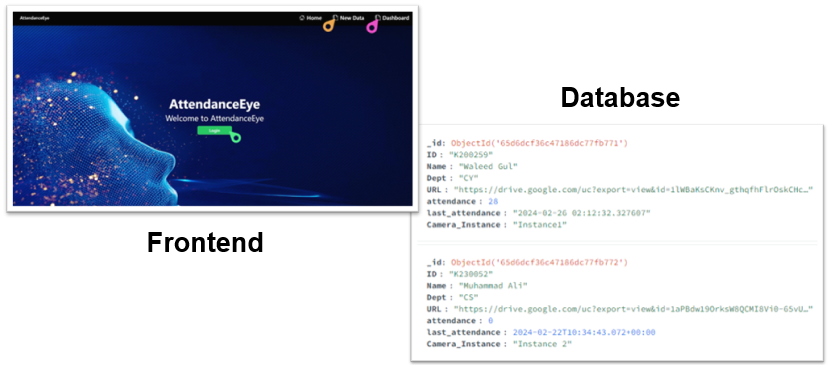 AttendanceEye
Home New Data Dashboard
AttendanceEye
Welcome to AttendanceEye
Login
Frontend
Database
_id: ObjectId('65d6dcf36c47186dc77fb771')
ID : "K200259"
Name : "Waleed Gul"
Dept : "CY"
URL : "https://drive.google.com/uc?export=view&id=1lWBaKsCKnv_gthqfhFlrOskCHc…"
attendance : 28
last_attendance : "2024-02-26 02:12:32.327607"
Camera_Instance : "Instance1"
_id: ObjectId('65d6dcf36c47186dc77fb772')
ID : "K230052"
Name : "Muhammad Ali"
Dept : "CS"
URL : "https://drive.google.com/uc?export=view&id=1aPBdw19OrksW8QCMI8Vi0-65vU…"
attendance : 0
last_attendance : 2024-02-22T10:34:43.072+00:00
Camera_Instance : "Instance 2"